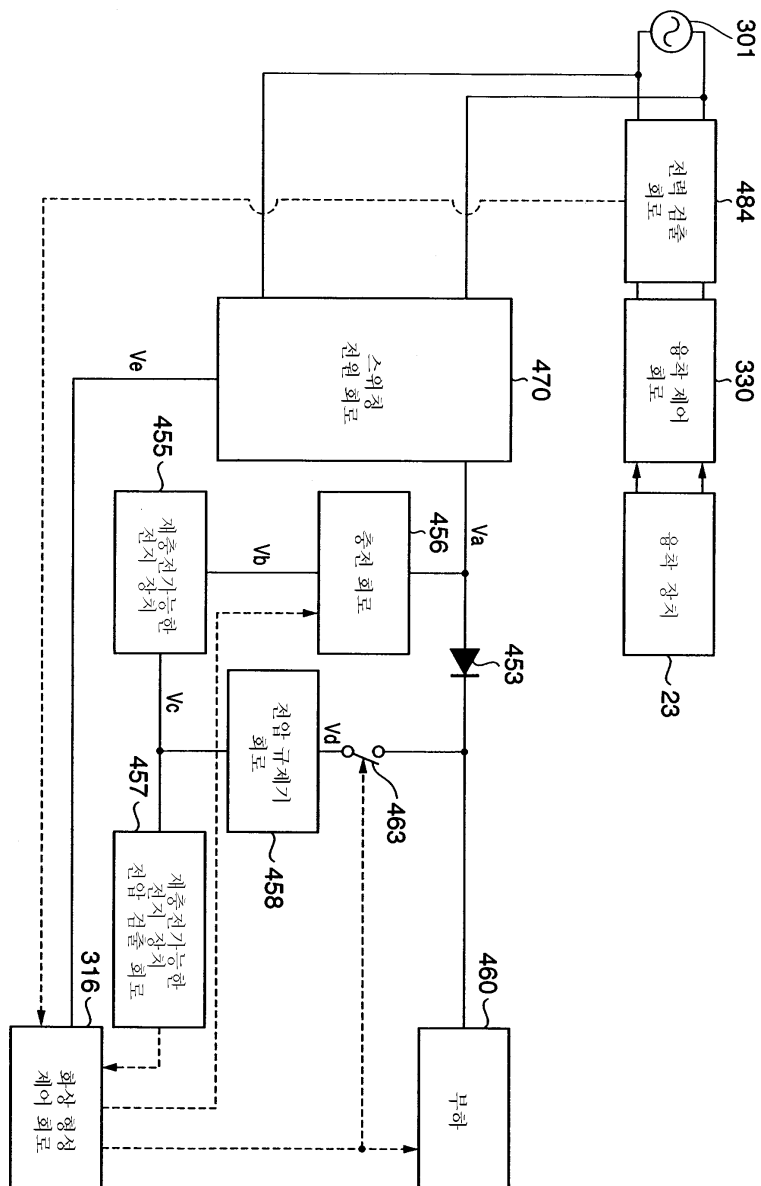 301
484
전력 검출
회로
330
융착 제어
회로
융착 장치
23
470
스위칭
전원 회로
Va
Ve
453
456
충전 회로
Vb
455
재충전가능한
전지 장치
Vc
Vd
463
전압 규제기
회로
458
457
재충전가능한
전지 장치
전압 검출 회로
460
부하
316
화상 형성
제어 회로